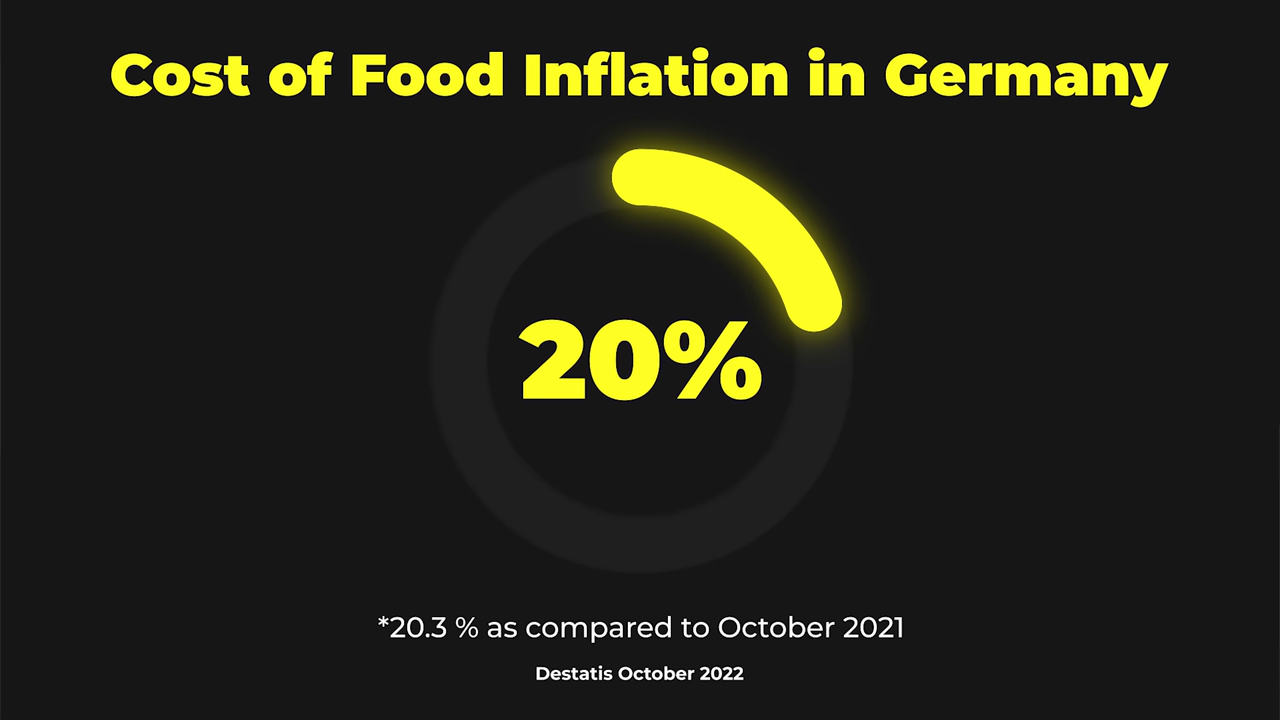 Cost of Food Inflation in Germany
20%
*20.3 % as compared to October 2021
Destatis October 2022